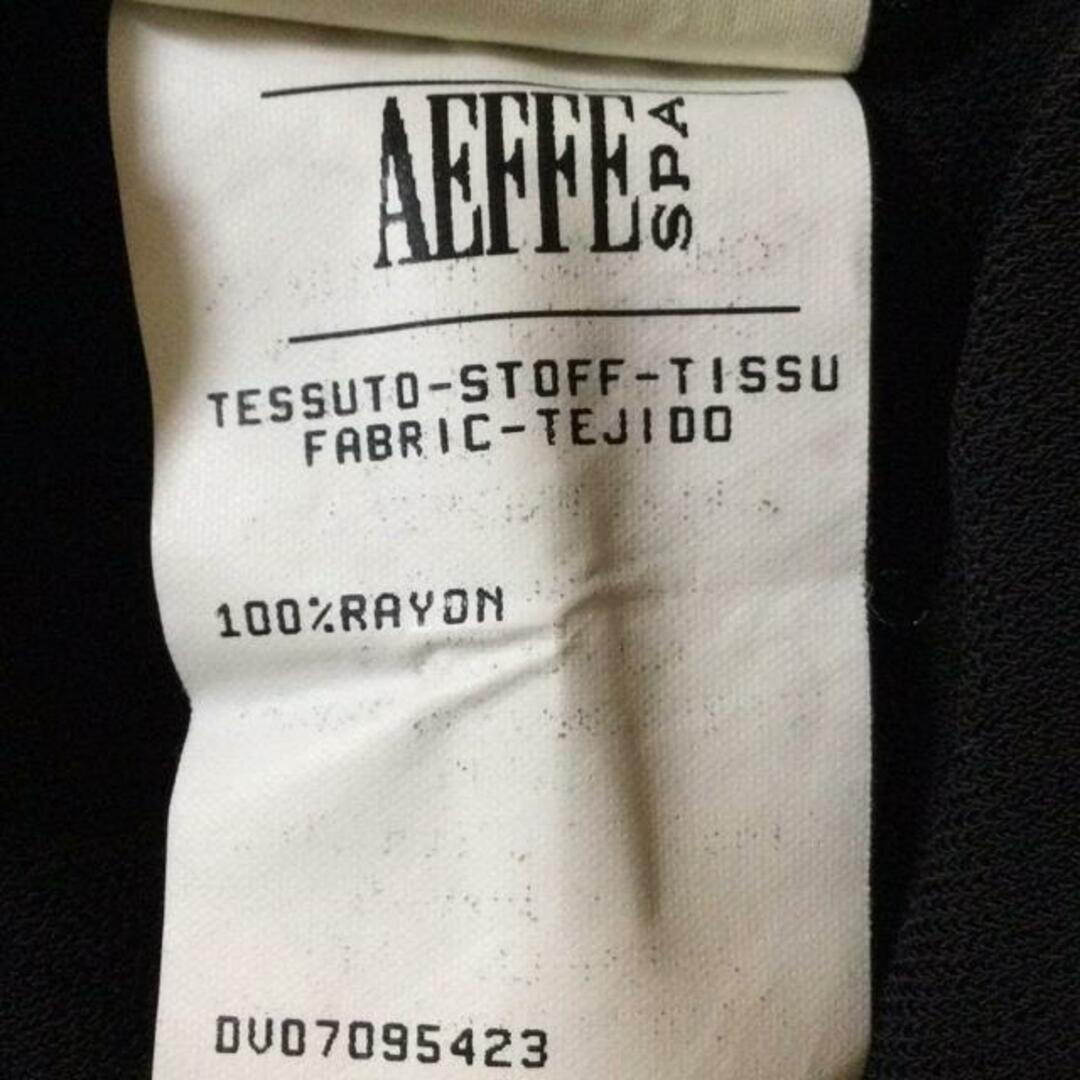 AEFFE SPA
TESSUTO-STOFF-TISSU
FABRIC-TEJIDO
100%RAYON
DV07095423